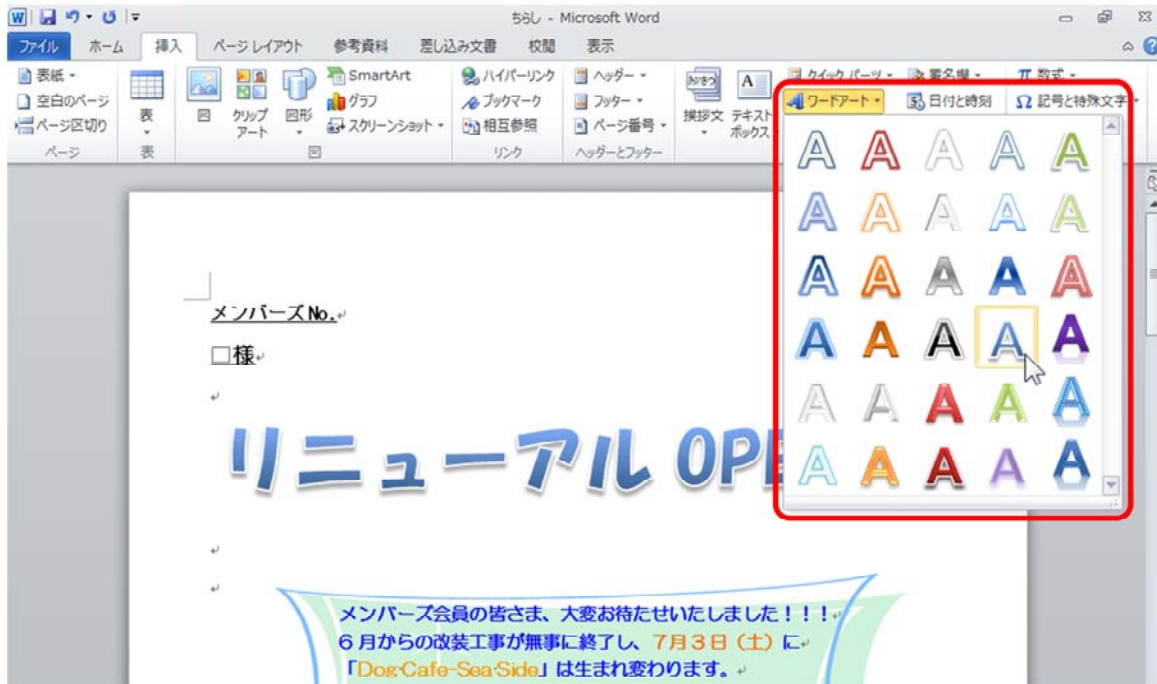 ちらし - Microsoft Word
ファイル ホーム 挿入 ページ レイアウト 参考資料 差し込み文書 校閲 表示
表紙
空白のページ
ページ区切り
ページ
表
表
図
クリップ
アート
図形
SmartArt
グラフ
スクリーンショット
図
ハイパーリンク
ブックマーク
相互参照
リンク
ヘッダー
フッター
ページ番号
ヘッダーとフッター
挨拶文
テキスト
ボックス
クイック パーツ
ワードアート
署名欄
日付と時刻
数式
記号と特殊文字
メンバーズ No.
□様
リニューアル OPE
メンバーズ会員の皆さま、大変お待たせいたしました！！！
６月からの改装工事が無事に終了し、７月３日（土）に
「Dog Cafe-Sea Side」は生まれ変わります。